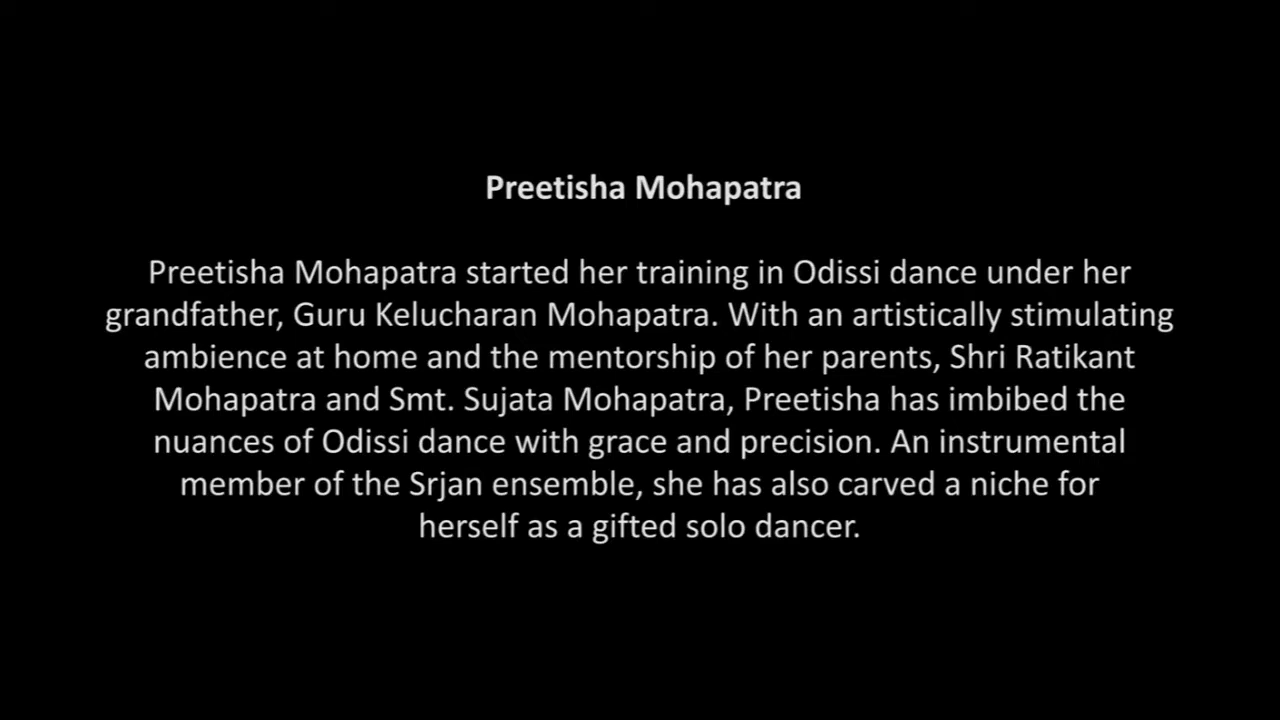 Preetisha Mohapatra
Preetisha Mohapatra started her training in Odissi dance under her
grandfather, Guru Kelucharan Mohapatra. With an artistically stimulating
ambience at home and the mentorship of her parents, Shri Ratikant
Mohapatra and Smt. Sujata Mohapatra, Preetisha has imbibed the
nuances of Odissi dance with grace and precision. An instrumental
member of the Srjan ensemble, she has also carved a niche for
herself as a gifted solo dancer.